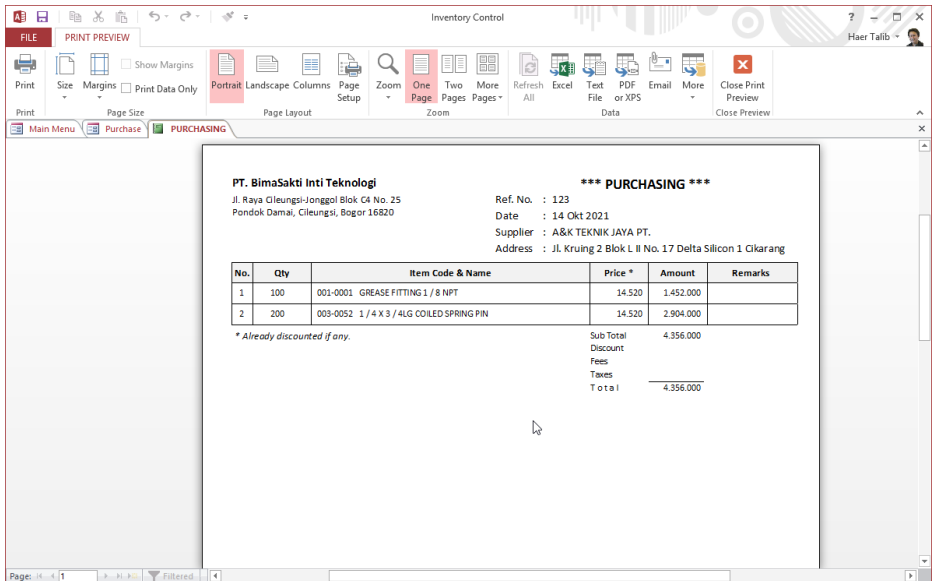 Inventory Control
FILE PRINT PREVIEW Haer Talib
Show Margins
Print Data Only
Print Size Margins Portrait Landscape Columns Page Setup Zoom One Page Two Pages More Pages Refresh All Excel Text File PDF or XPS Email More Close Print Preview
Print Page Size Page Layout Zoom Data Close Preview
Main Menu Purchase PURCHASING
PT. BimaSakti Inti Teknologi *** PURCHASING ***
Jl. Raya Cileungsi-Jonggol Blok C4 No. 25 Ref. No. : 123
Pondok Damai, Cileungsi, Bogor 16820 Date : 14 Okt 2021
Supplier : A&K TEKNIK JAYA PT.
Address : Jl. Kruing 2 Blok L II No. 17 Delta Silicon 1 Cikarang
No. Qty Item Code & Name Price * Amount Remarks
1 100 001-0001 GREASE FITTING 1 / 8 NPT 14.520 1.452.000
2 200 003-0052 1 / 4 X 3 / 4LG COILED SPRING PIN 14.520 2.904.000
* Already discounted if any. Sub Total 4.356.000
Discount
Fees
Taxes
T o t a l 4.356.000
Page: 1 Filtered